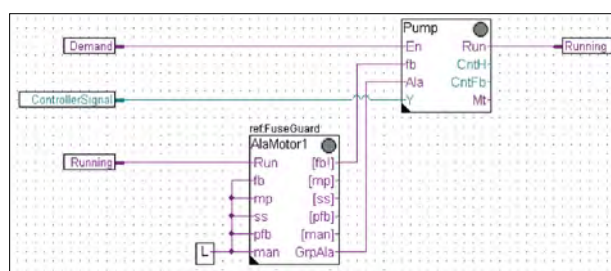 Pump
Demand
En Run
Running
fb CntH
Ala CntFb
ControllerSignal
Y Mt
ref:FuseGuard
AlaMotor1
Running
Run [fb!]
fb [mp]
mp [ss]
ss [pfb]
pfb [man]
L
man GrpAla